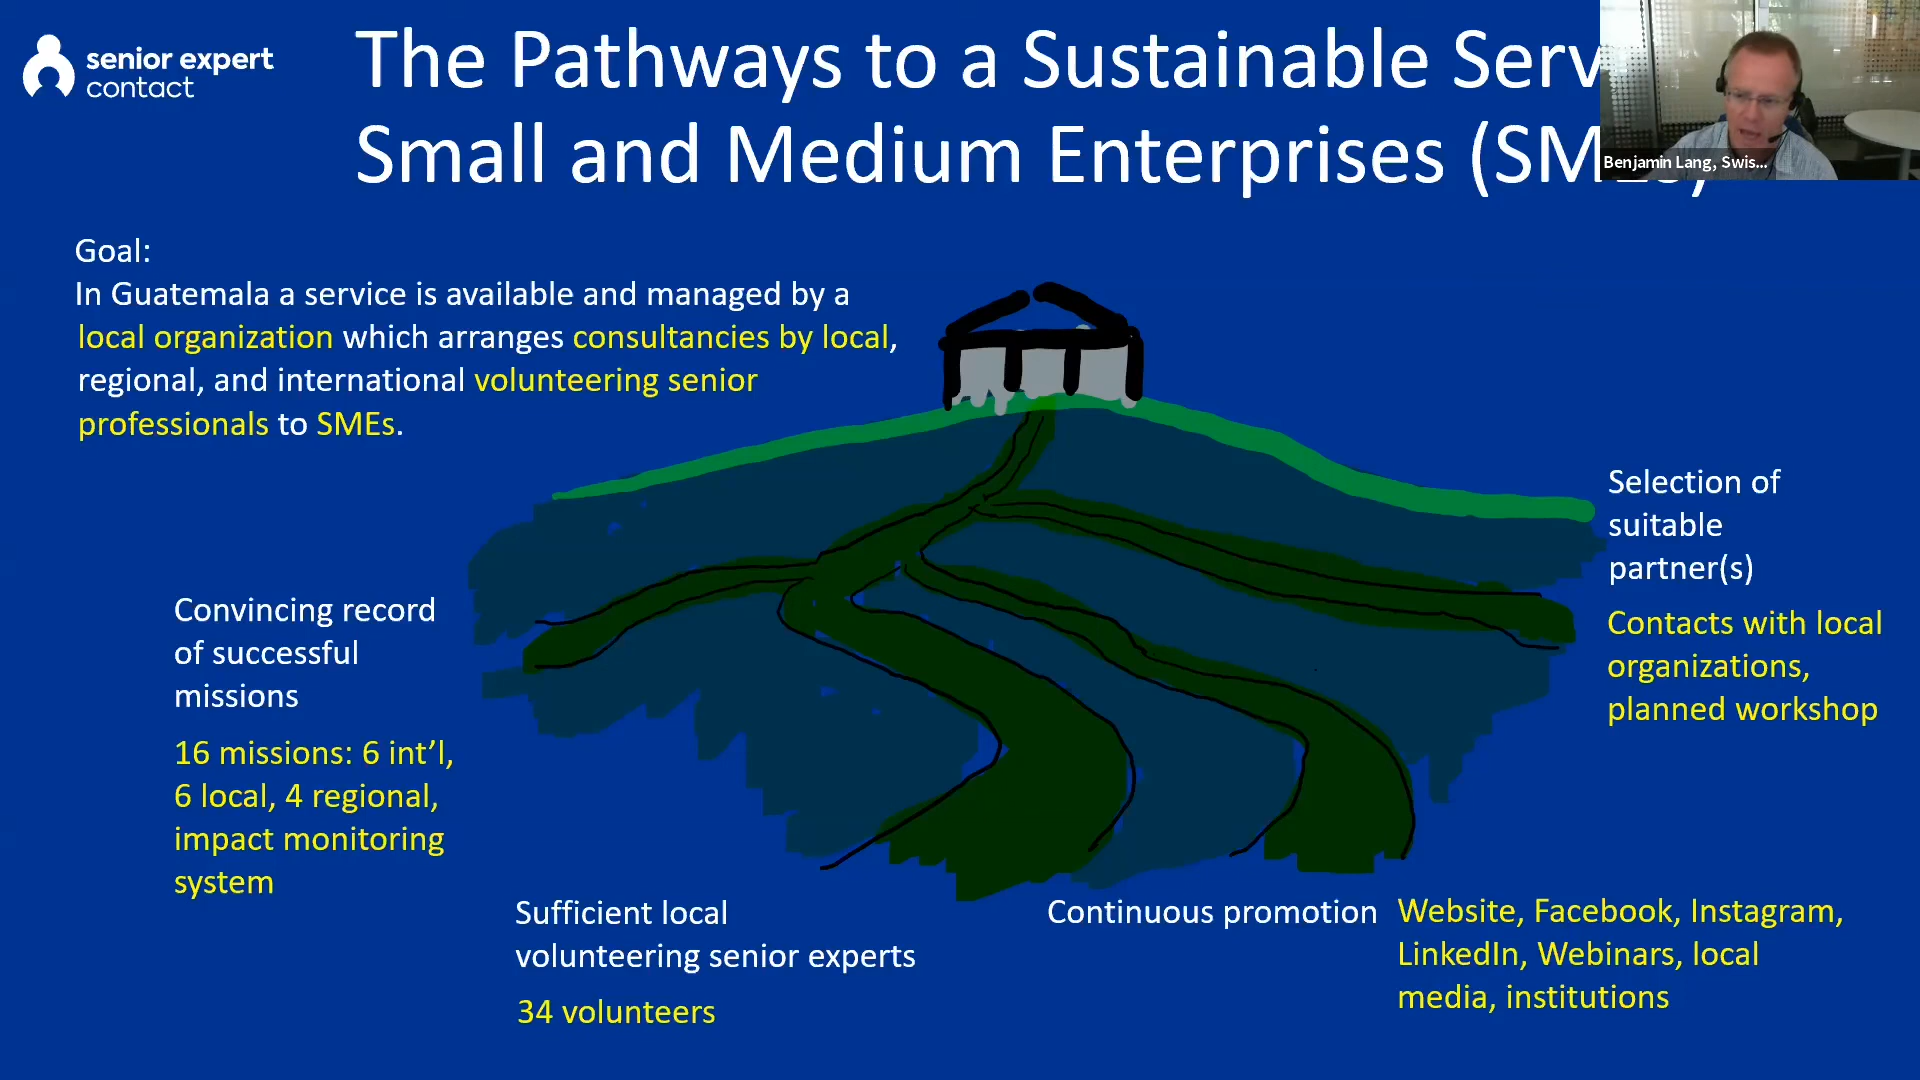 senior expert
contact
The Pathways to a Sustainable Serv
Small and Medium Enterprises (SM
Benjamin Lang, Swis...
Goal:
In Guatemala a service is available and managed by a
local organization which arranges consultancies by local,
regional, and international volunteering senior
professionals to SMEs.
Selection of
suitable
partner(s)
Contacts with local
organizations,
planned workshop
Convincing record
of successful
missions
16 missions: 6 int’l,
6 local, 4 regional,
impact monitoring
system
Sufficient local
volunteering senior experts
34 volunteers
Continuous promotion
Website, Facebook, Instagram,
LinkedIn, Webinars, local
media, institutions